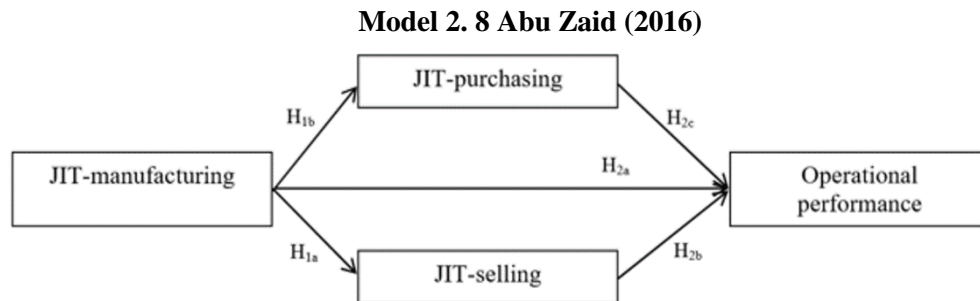 Model 2. 8 Abu Zaid (2016)
JIT-purchasing
H1b
H2c
JIT-manufacturing
H2a
Operational
performance
H1a
H2b
JIT-selling